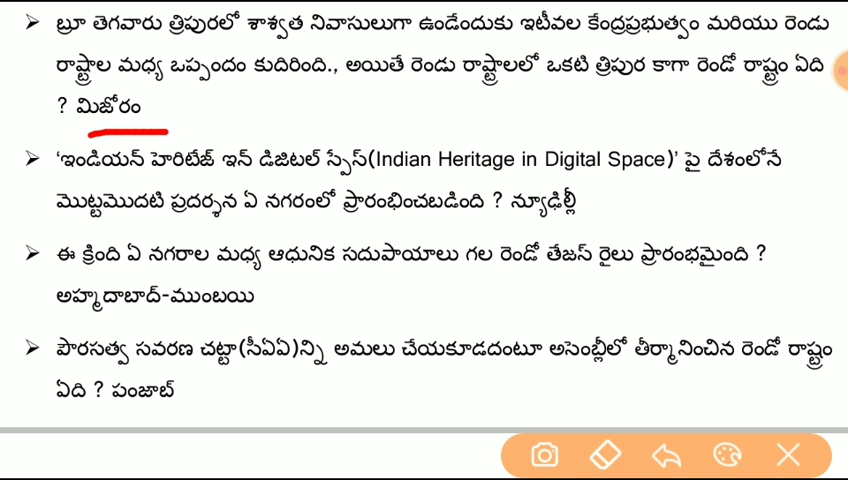 ➢ బ్రూ తెగవారు త్రిపురలో శాశ్వత నివాసులుగా ఉండేందుకు ఇటీవల కేంద్రప్రభుత్వం మరియు రెండు
రాష్ట్రాల మధ్య ఒప్పందం కుదిరింది., అయితే రెండు రాష్ట్రాలలో ఒకటి త్రిపుర కాగా రెండో రాష్ట్రం ఏది
? మిజోరం
➢ ‘ఇండియన్ హెరిటేజ్ ఇన్ డిజిటల్ స్పేస్(Indian Heritage in Digital Space)’ పై దేశంలోనే
మొట్టమొదటి ప్రదర్శన ఏ నగరంలో ప్రారంభించబడింది ? న్యూఢిల్లీ
➢ ఈ క్రింది ఏ నగరాల మధ్య ఆధునిక సదుపాయాలు గల రెండో తేజస్ రైలు ప్రారంభమైంది ?
అహ్మదాబాద్-ముంబయి
➢ పౌరసత్వ సవరణ చట్టా(సీఏఏ)న్ని అమలు చేయకూడదంటూ అసెంబ్లీలో తీర్మానించిన రెండో రాష్ట్రం
ఏది ? పంజాబ్